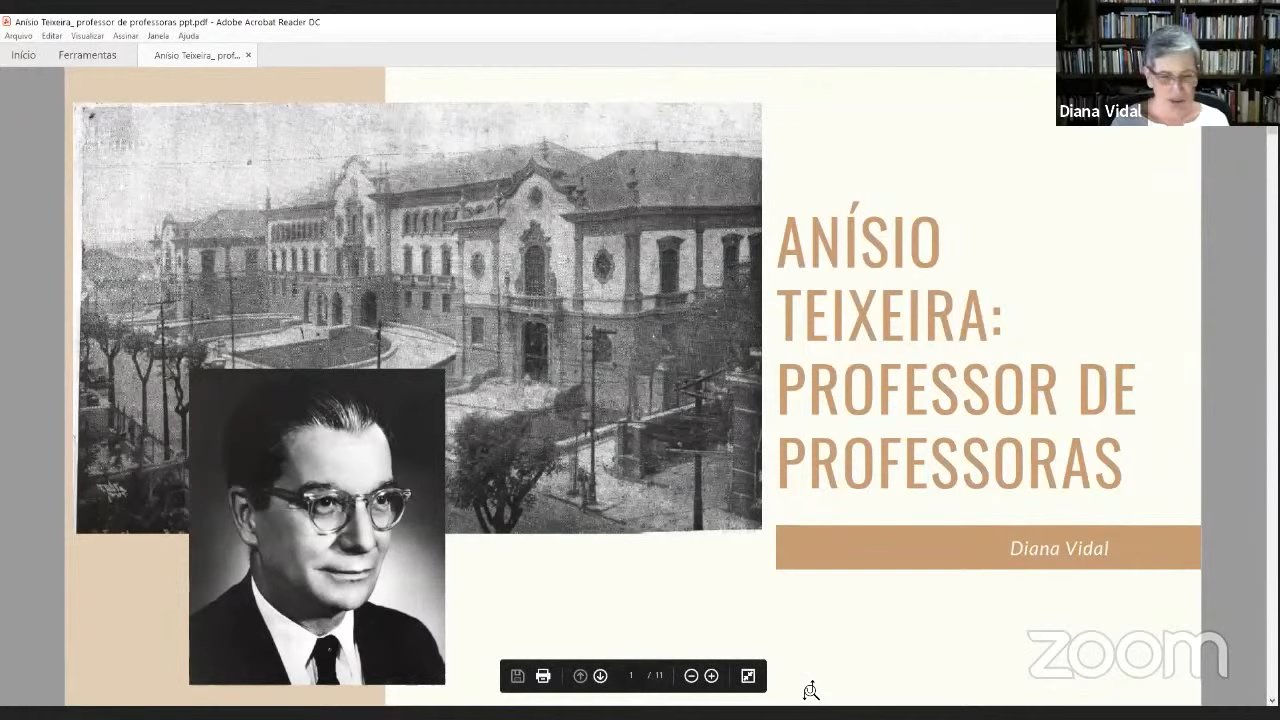 Anísio Teixeira_ professor de professoras ppt.pdf - Adobe Acrobat Reader DC
Arquivo Editar Visualizar Assinar Janela Ajuda
Início Ferramentas Anísio Teixeira_ prof... ×
Diana Vidal
ANÍSIO
TEIXEIRA:
PROFESSOR DE
PROFESSORAS
Diana Vidal
zoom
1 / 11